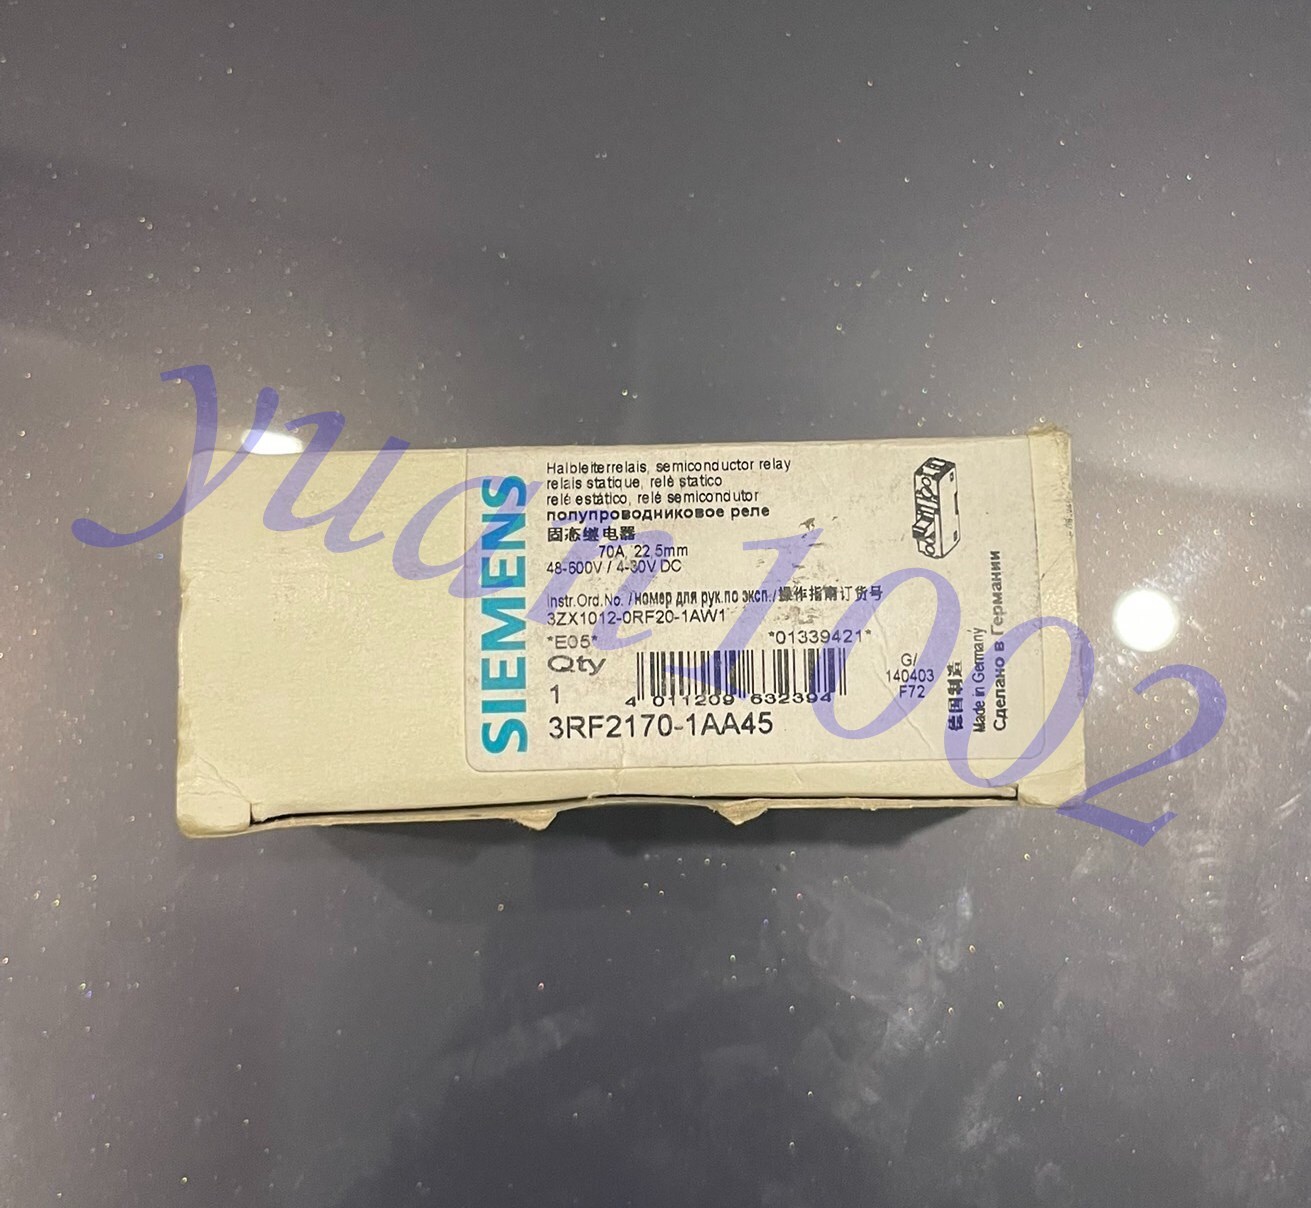 SIEMENS
Halbleiterrelais, semiconductor relay
relais statique, relè statico
relé estático, relé semicondutor
полупроводниковое реле
固态继电器
70A, 22,5mm
48-600V / 4-30V DC
Instr.Ord.No. /номер для рук.по эксп./操作指南订货号
3ZX1012-0RF20-1AW1
*E05*
*01339421*
Qty
1
4 011209 632394
3RF2170-1AA45
G/
140403
F72
德国制造
Made in Germany
Сделано в Германии
yuan1002